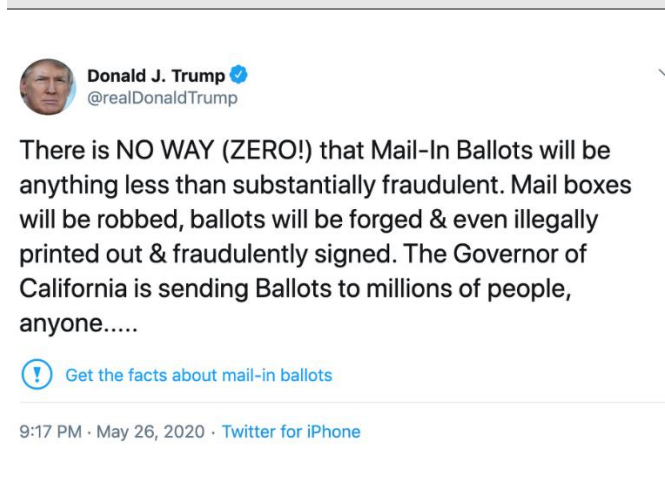 Donald J. Trump
@realDonaldTrump
There is NO WAY (ZERO!) that Mail-In Ballots will be
anything less than substantially fraudulent. Mail boxes
will be robbed, ballots will be forged & even illegally
printed out & fraudulently signed. The Governor of
California is sending Ballots to millions of people,
anyone.....
Get the facts about mail-in ballots
9:17 PM · May 26, 2020 · Twitter for iPhone